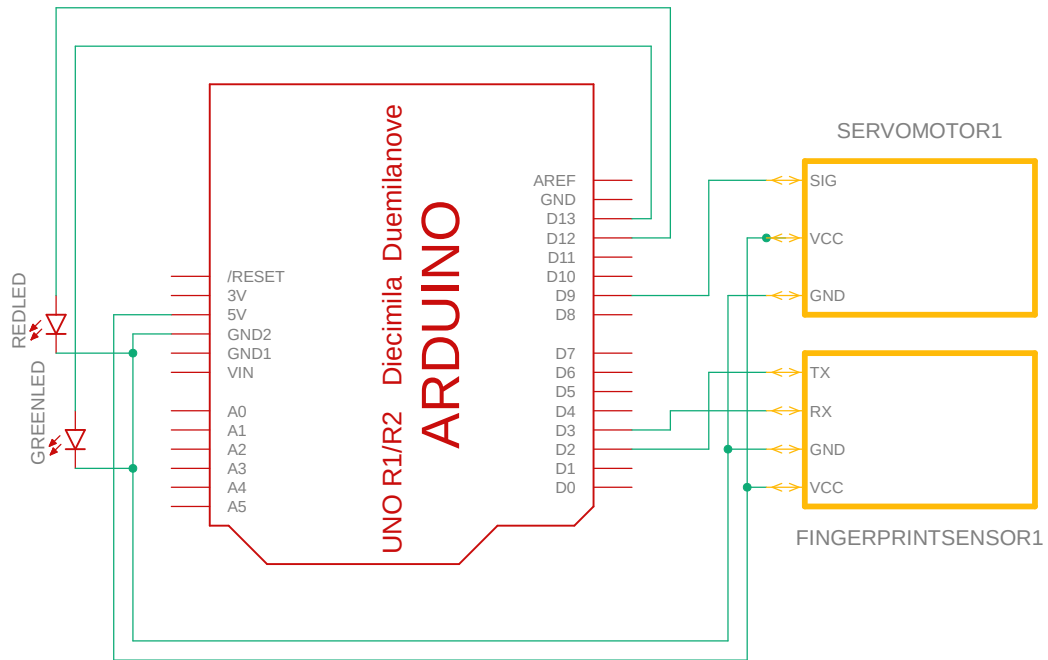 REDLED
GREENLED
/RESET
3V
5V
GND2
GND1
VIN
A0
A1
A2
A3
A4
A5
UNO R1/R2 Diecimila Duemilanove
ARDUINO
AREF
GND
D13
D12
D11
D10
D9
D8
D7
D6
D5
D4
D3
D2
D1
D0
SERVOMOTOR1
SIG
VCC
GND
TX
RX
GND
VCC
FINGERPRINTSENSOR1